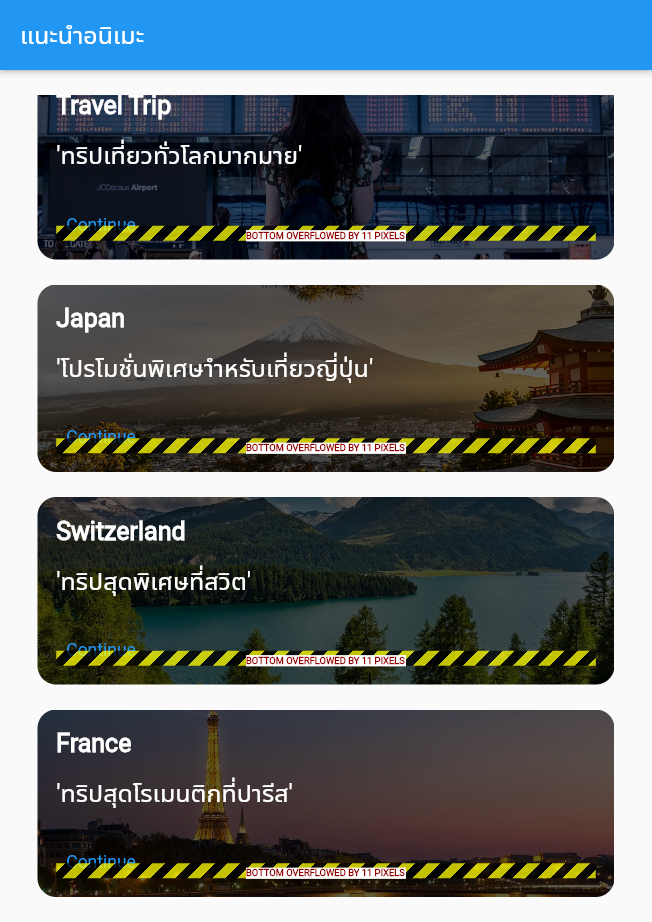 แนะนำอนิเมะ
Travel Trip
'ทริปเที่ยวทั่วโลกมากมาย'
JCDecaux Airport
Continue
TO
GATE
BOTTOM OVERFLOWED BY 11 PIXELS
Japan
'โปรโมชั่นพิเศษาำหรับเที่ยวญี่ปุ่น'
Continue
BOTTOM OVERFLOWED BY 11 PIXELS
Switzerland
'ทริปสุดพิเศษที่สวิต'
Continue
BOTTOM OVERFLOWED BY 11 PIXELS
France
'ทริปสุดโรเมนติกที่ปารีส'
Continue
BOTTOM OVERFLOWED BY 11 PIXELS